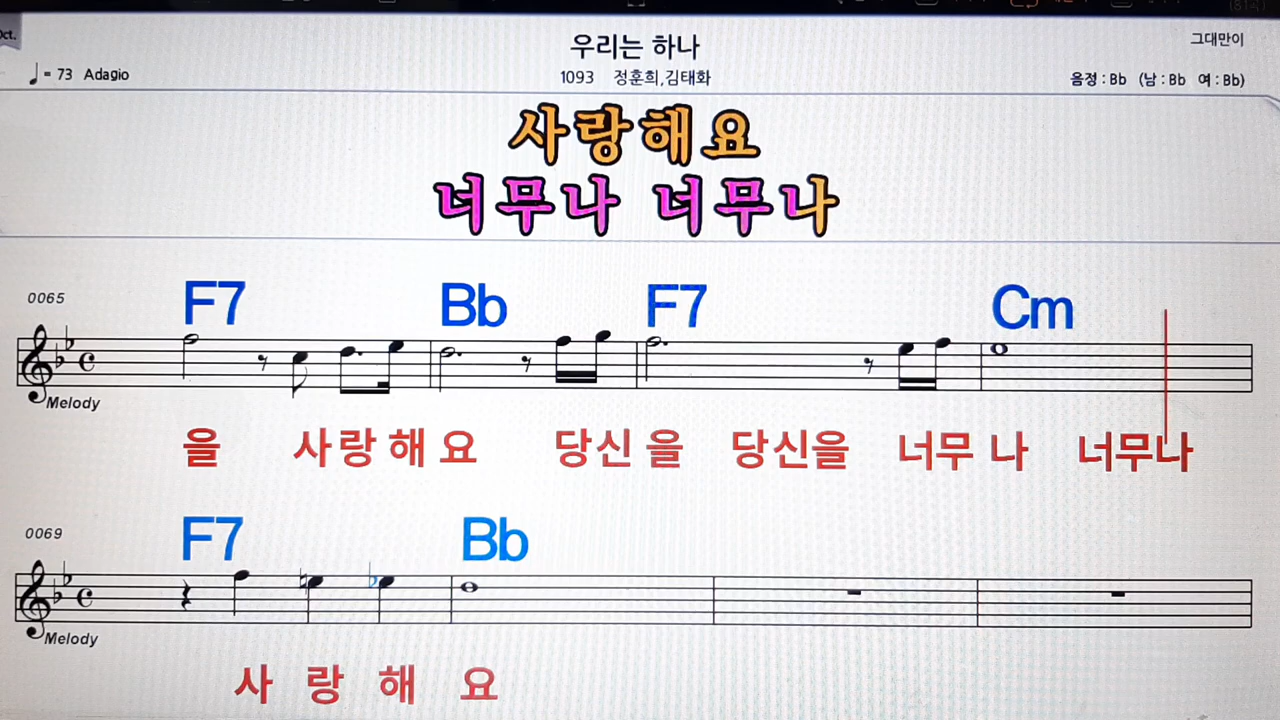 우리는 하나
그대만이
♩= 73 Adagio
1093 정훈희,김태화
음정 : Bb (남 : Bb 여 : Bb)
사랑해요
너무나 너무나
0065
F7 Bb F7 Cm
Melody
을 사랑해요 당신을 당신을 너무나 너무나
0069
F7 Bb
Melody
사랑해요